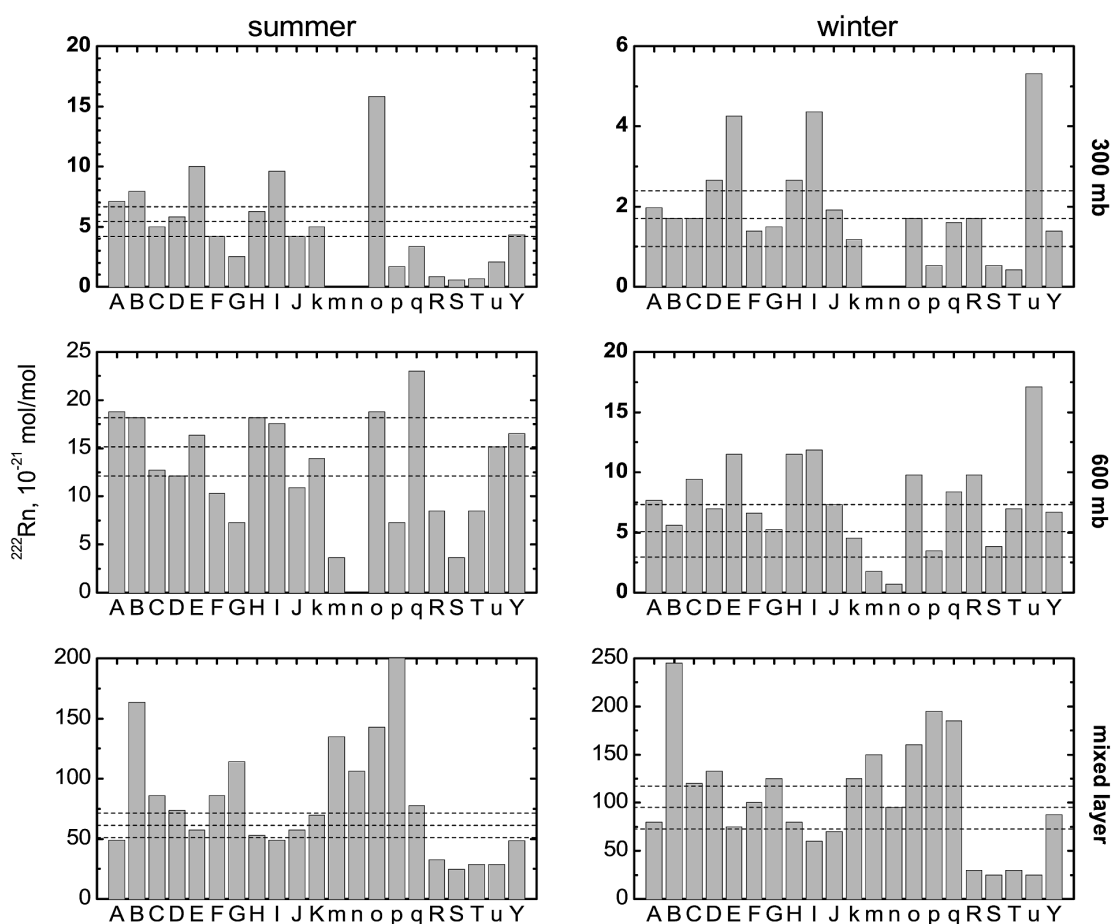 summer
winter
20
15
10
5
0
A B C D E F G H I J k m n o p q R S T u Y
6
4
2
0
A B C D E F G H I J k m n o p q R S T u Y
300 mb
25
20
15
10
5
0
A B C D E F G H I J k m n o p q R S T u Y
20
15
10
5
0
A B C D E F G H I J k m n o p q R S T u Y
600 mb
²²²Rn, 10⁻²¹ mol/mol
200
150
100
50
0
A B C D E F G H I J K m n o p q R S T u Y
250
200
150
100
50
0
A B C D E F G H I J k m n o p q R S T u Y
mixed layer